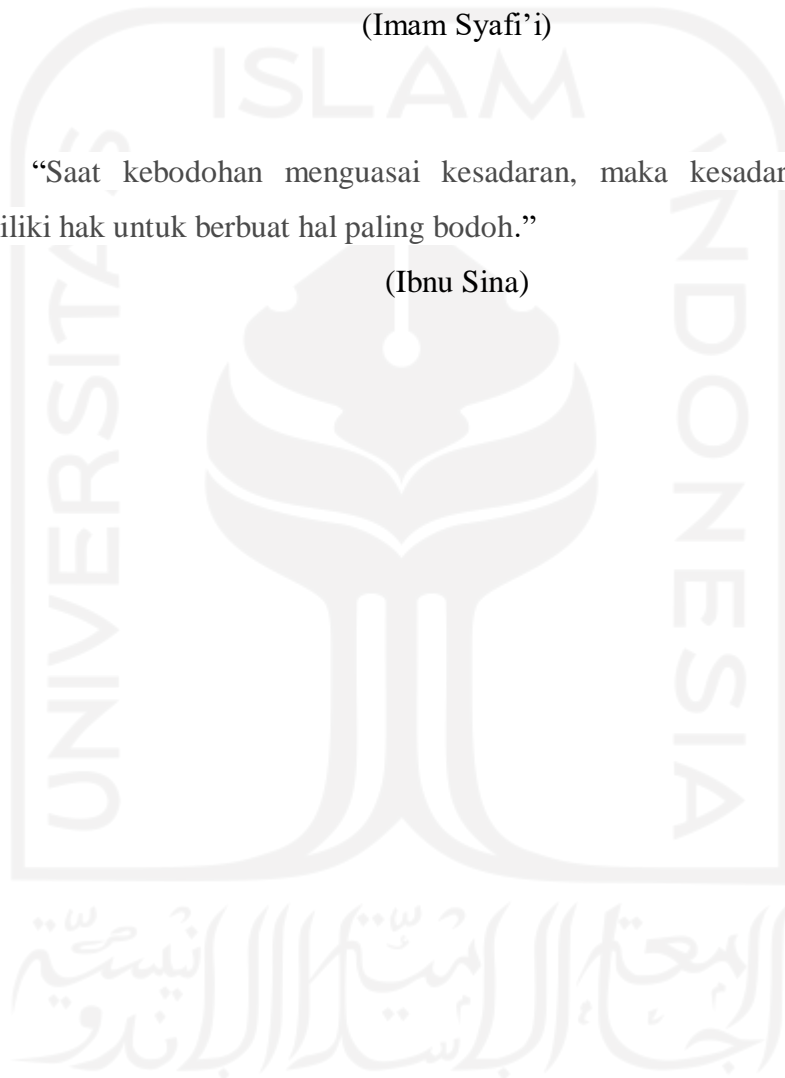 (Imam Syafi’i)
ISLAM
“Saat kebodohan menguasai kesadaran, maka kesadar
iliki hak untuk berbuat hal paling bodoh.”
(Ibnu Sina)
UNIVERSITAS
INDONESIA